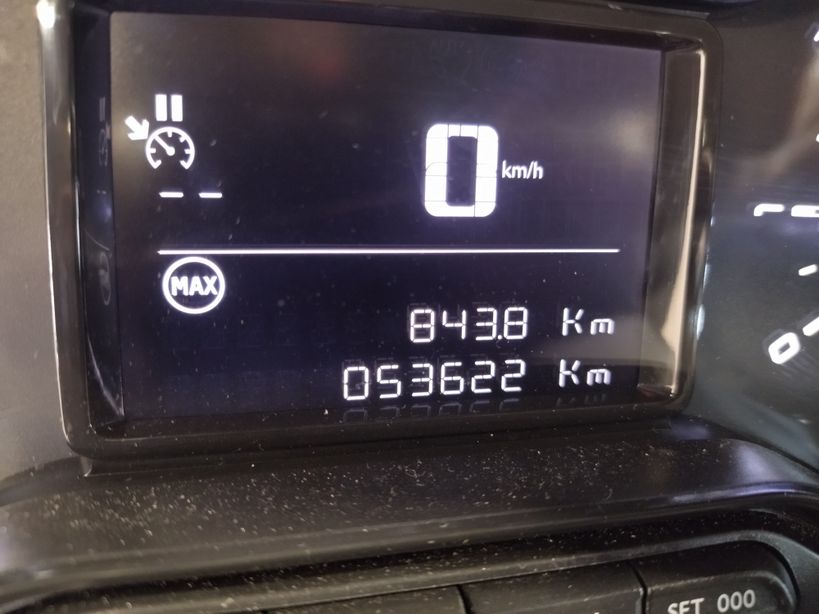 0 km/h
-- --
MAX
843.8 Km
053622 Km
SET 000